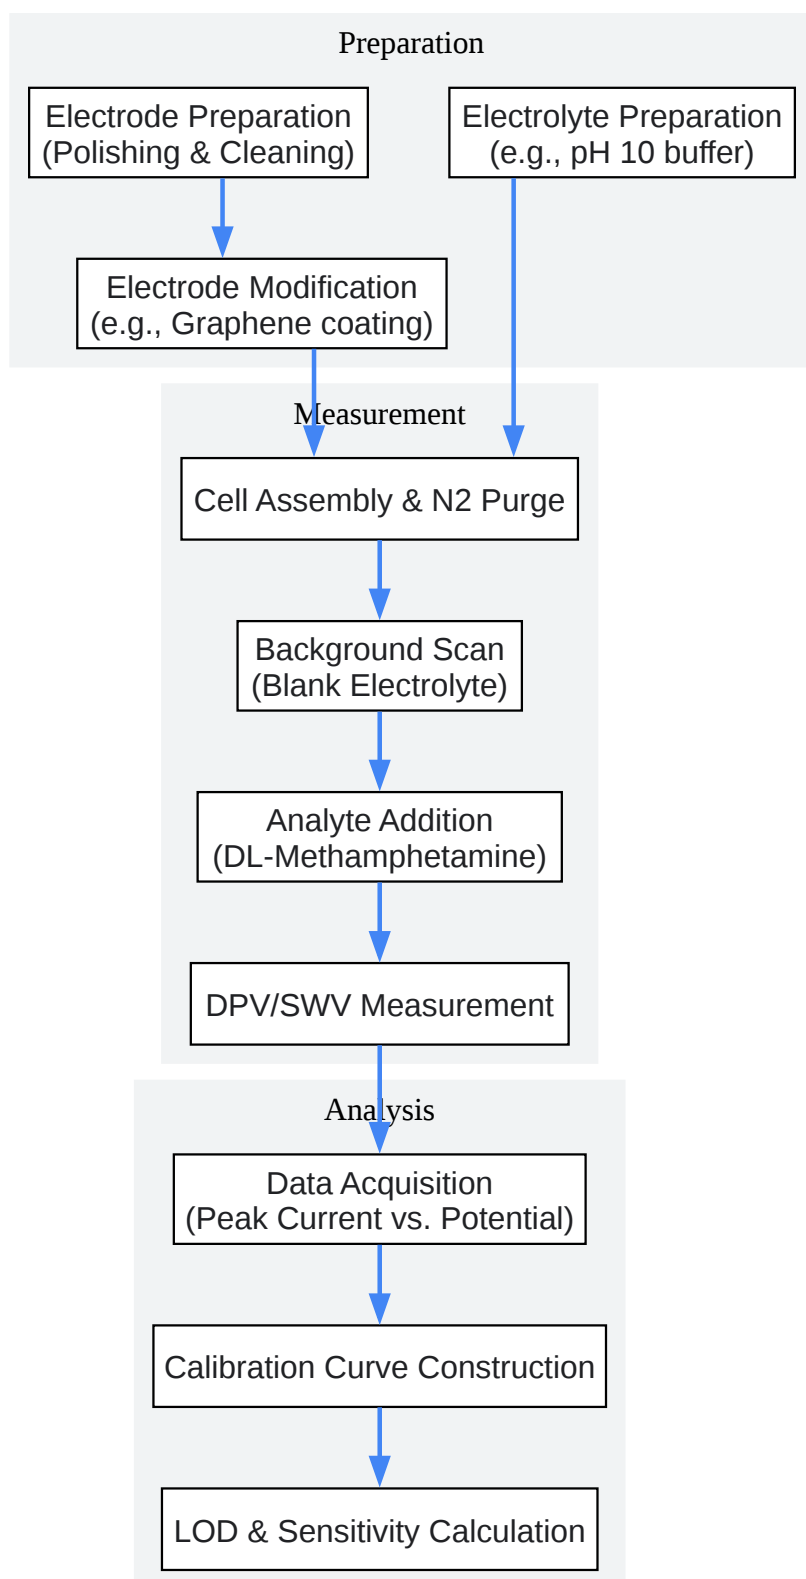 Preparation
Electrode Preparation
(Polishing & Cleaning)
Electrolyte Preparation
(e.g., pH 10 buffer)
Electrode Modification
(e.g., Graphene coating)
Measurement
Cell Assembly & N2 Purge
Background Scan
(Blank Electrolyte)
Analyte Addition
(DL-Methamphetamine)
DPV/SWV Measurement
Analysis
Data Acquisition
(Peak Current vs. Potential)
Calibration Curve Construction
LOD & Sensitivity Calculation